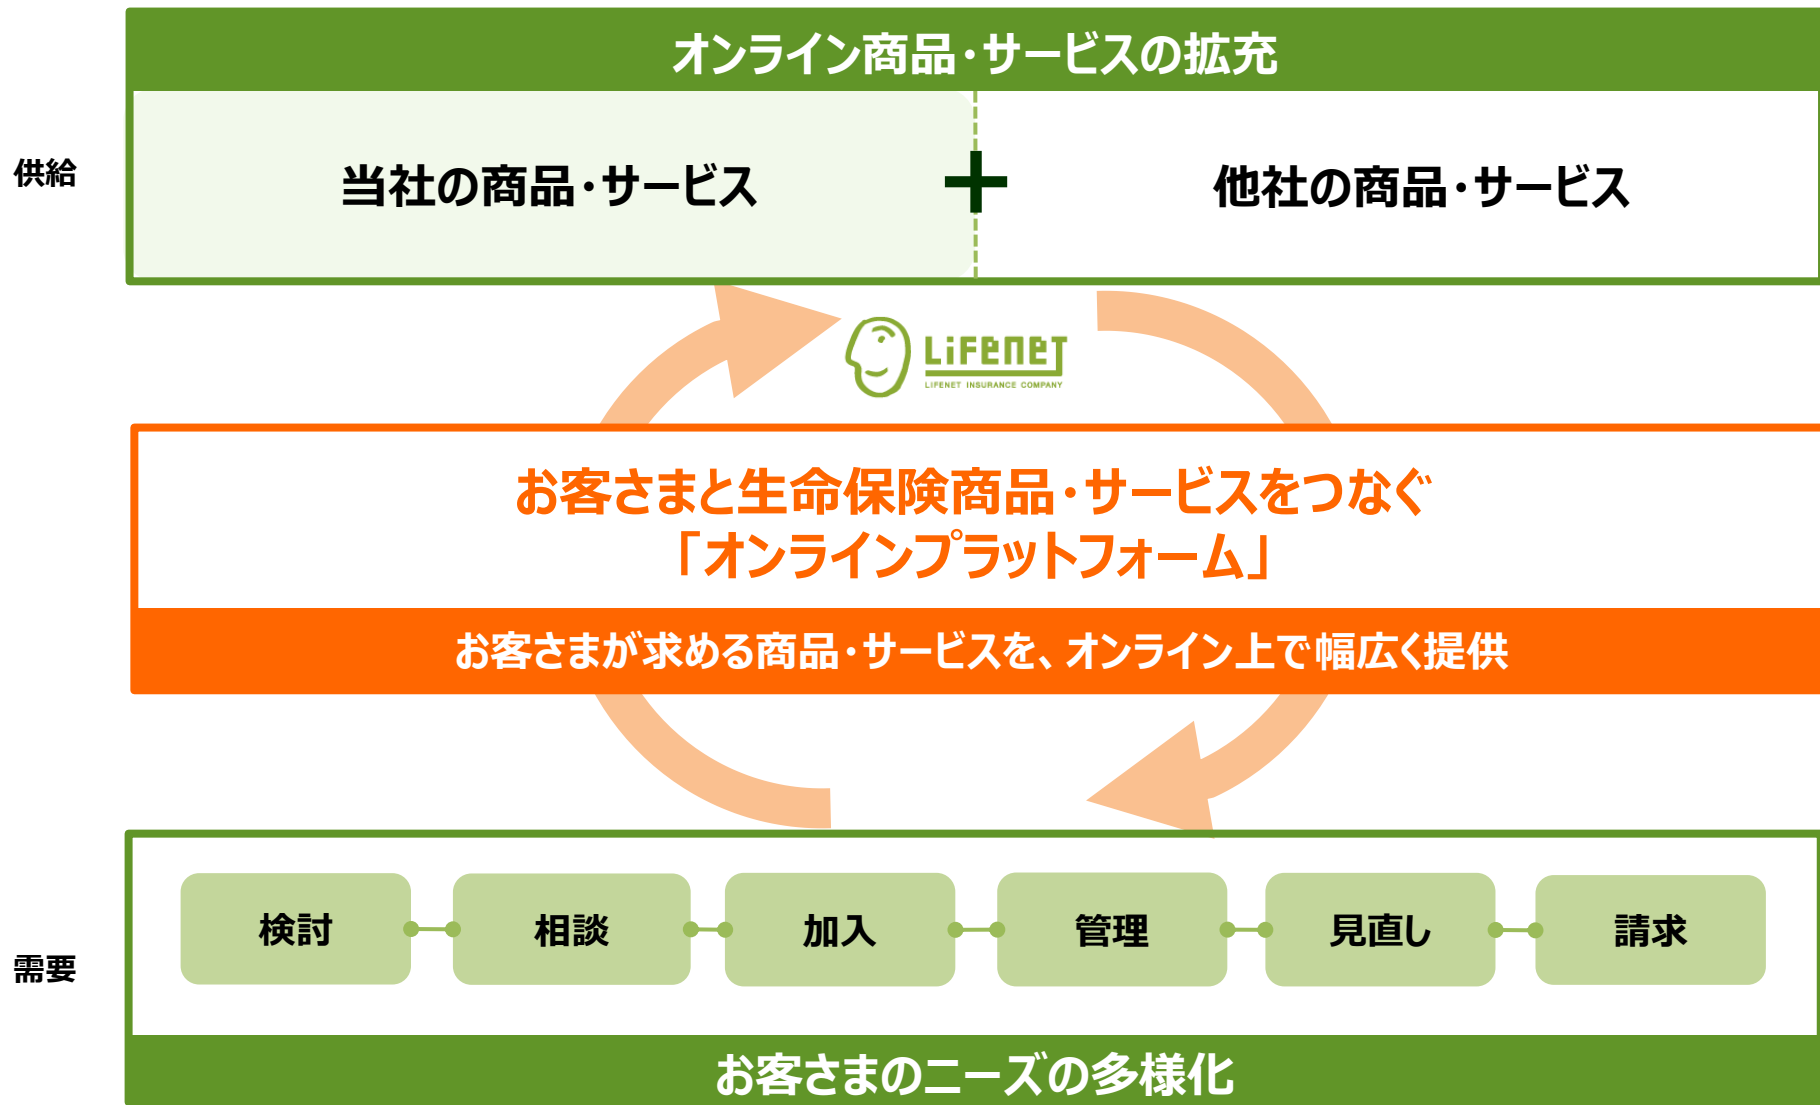 オンライン商品・サービスの拡充
供給
当社の商品・サービス
+
他社の商品・サービス
LiFENET
LIFENET INSURANCE COMPANY
お客さまと生命保険商品・サービスをつなぐ
「オンラインプラットフォーム」
お客さまが求める商品・サービスを、オンライン上で幅広く提供
需要
検討
相談
加入
管理
見直し
請求
お客さまのニーズの多様化